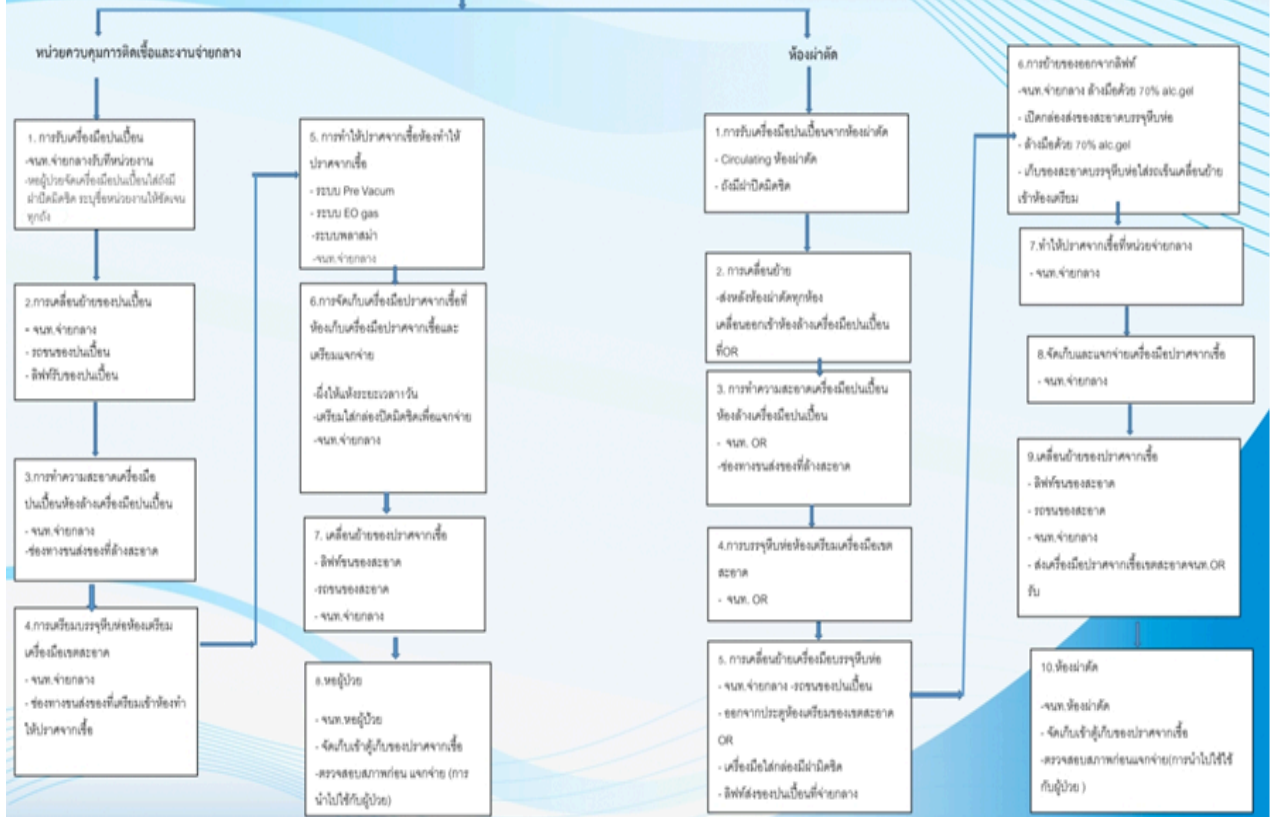 หน่วยควบคุมการติดเชื้อและงานจ่ายกลาง
1. การรับเครื่องมือปนเปื้อน
-จนท.จ่ายกลางรับที่หน่วยงาน
-หอผู้ป่วยจัดเครื่องมือปนเปื้อนใส่ถังมี
ฝาปิดมิดชิด ระบุชื่อหน่วยงานให้ชัดเจน
ทุกถัง
2.การเคลื่อนย้ายของปนเปื้อน
- จนท.จ่ายกลาง
- รถขนของปนเปื้อน
- ลิฟท์รับของปนเปื้อน
3.การทำความสะอาดเครื่องมือ
ปนเปื้อนห้องล้างเครื่องมือปนเปื้อน
- จนท.จ่ายกลาง
-ช่องทางขนส่งของที่ล้างสะอาด
4.การเตรียมบรรจุหีบห่อห้องเตรียม
เครื่องมือเขตสะอาด
- จนท.จ่ายกลาง
- ช่องทางขนส่งของที่เตรียมเข้าห้องทำ
ให้ปราศจากเชื้อ
5. การทำให้ปราศจากเชื้อห้องทำให้
ปราศจากเชื้อ
- ระบบ Pre Vacum
- ระบบ EO gas
-ระบบพลาสม่า
-จนท.จ่ายกลาง
6.การจัดเก็บเครื่องมือปราศจากเชื้อที่
ห้องเก็บเครื่องมือปราศจากเชื้อและ
เตรียมแจกจ่าย
-ผึ่งให้แห้งระยะเวลา1วัน
-เตรียมใส่กล่องปิดมิดชิดเพื่อแจกจ่าย
-จนท.จ่ายกลาง
7. เคลื่อนย้ายของปราศจากเชื้อ
- ลิฟท์ขนของสะอาด
-รถขนของสะอาด
- จนท.จ่ายกลาง
8.หอผู้ป่วย
- จนท.หอผู้ป้วย
- จัดเก็บเข้าตู้เก็บของปราศจากเชื้อ
-ตรวจสอบสภาพก่อน แจกจ่าย (การ
นำไปใช้กับผู้ป่วย)
ห้องผ่าตัด
1.การรับเครื่องมือปนเปื้อนจากห้องผ่าตัด
- Circulating ห้องผ่าตัด
- ถังมีฝาปิดมิดชิด
2. การเคลื่อนย้าย
-ส่งหลังห้องผ่าตัดทุกห้อง
เคลื่อนออกเข้าห้องล้างเครื่องมือปนเปื้อน
ที่OR
3. การทำความสะอาดเครื่องมือปนเปื้อน
ห้องล้างเครื่องมือปนเปื้อน
- จนท. OR
-ช่องทางขนส่งของที่ล้างสะอาด
4.การบรรจุหีบห่อห้องเตรียมเครื่องมือเขต
สะอาด
- จนท. OR
5. การเคลื่อนย้ายเครื่องมือบรรจุหีบห่อ
- จนท.จ่ายกลาง -รถขนของปนเปื้อน
- ออกจากประตูห้องเตรียมของเขตสะอาด
OR
- เครื่องมือใส่กล่องมีฝามิดชิด
- ลิฟท์ส่งของปนเปื้อนที่จ่ายกลาง
6.การย้ายของออกจากลิฟท์
-จนท.จ่ายกลาง ล้างมือด้วย 70% alc.gel
- เปิดกล่องส่งของสะอาดบรรจุหีบห่อ
- ล้างมือด้วย 70% alc.gel
- เก็บของสะอาดบรรจุหีบห่อใส่รถเข็นเคลื่อนย้าย
เข้าห้องเตรียม
7.ทำให้ปราศจากเชื้อที่หน่วยจ่ายกลาง
- จนท.จ่ายกลาง
8.จัดเก็บและแจกจ่ายเครื่องมือปราศจากเชื้อ
- จนท.จ่ายกลาง
9.เคลื่อนย้ายของปราศจากเชื้อ
- ลิฟท์ขนของสะอาด
- รถขนของสะอาด
- จนท.จ่ายกลาง
- ส่งเครื่องมือปราศจากเชื้อเขตสะอาดจนท.OR
รับ
10.ห้องผ่าตัด
-จนท.ห้องผ่าตัด
- จัดเก็บเข้าตู้เก็บของปราศจากเชื้อ
-ตรวจสอบสภาพก่อนแจกจ่าย(การนำไปใช้ใช้
กับผู้ป่วย )